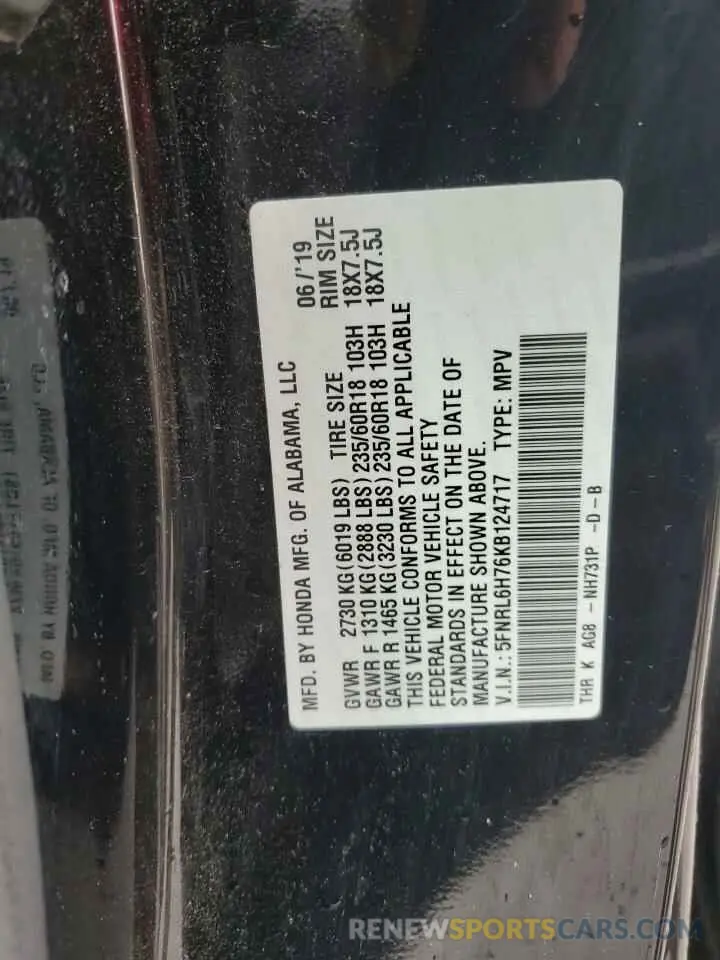 MFD. BY HONDA MFG. OF ALABAMA, LLC 06/'19
GVWR 2730 KG(6019 LBS) TIRE SIZE RIM SIZE
GAWR F 1310 KG(2888 LBS) 235/60R18 103H 18X7.5J
GAWR R 1465 KG(3230 LBS) 235/60R18 103H 18X7.5J
THIS VEHICLE CONFORMS TO ALL APPLICABLE
FEDERAL MOTOR VEHICLE SAFETY
STANDARDS IN EFFECT ON THE DATE OF
MANUFACTURE SHOWN ABOVE.
V.I.N.: 5FNRL6H76KB124717 TYPE: MPV
THR K AG8 - NH731P -D-B
RENEWSPORTSCARS.COM